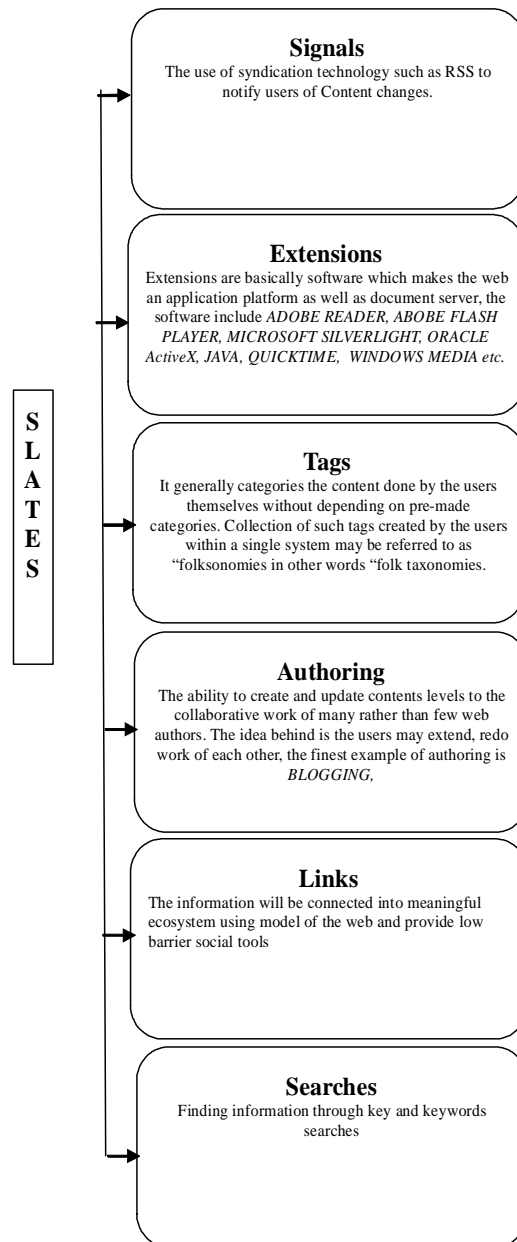 Signals
The use of syndication technology such as RSS to
notify users of Content changes.
Extensions
Extensions are basically software which makes the web
an application platform as well as document server, the
software include ADOBE READER, ABOBE FLASH
PLAYER, MICROSOFT SILVERLIGHT, ORACLE
ActiveX, JAVA, QUICKTIME, WINDOWS MEDIA etc.
S
L
A
T
E
S
Tags
It generally categories the content done by the users
themselves without depending on pre-made
categories. Collection of such tags created by the users
within a single system may be referred to as
“folksonomies in other words “folk taxonomies.
Authoring
The ability to create and update contents levels to the
collaborative work of many rather than few web
authors. The idea behind is the users may extend, redo
work of each other, the finest example of authoring is
BLOGGING,
Links
The information will be connected into meaningful
ecosystem using model of the web and provide low
barrier social tools
Searches
Finding information through key and keywords
searches